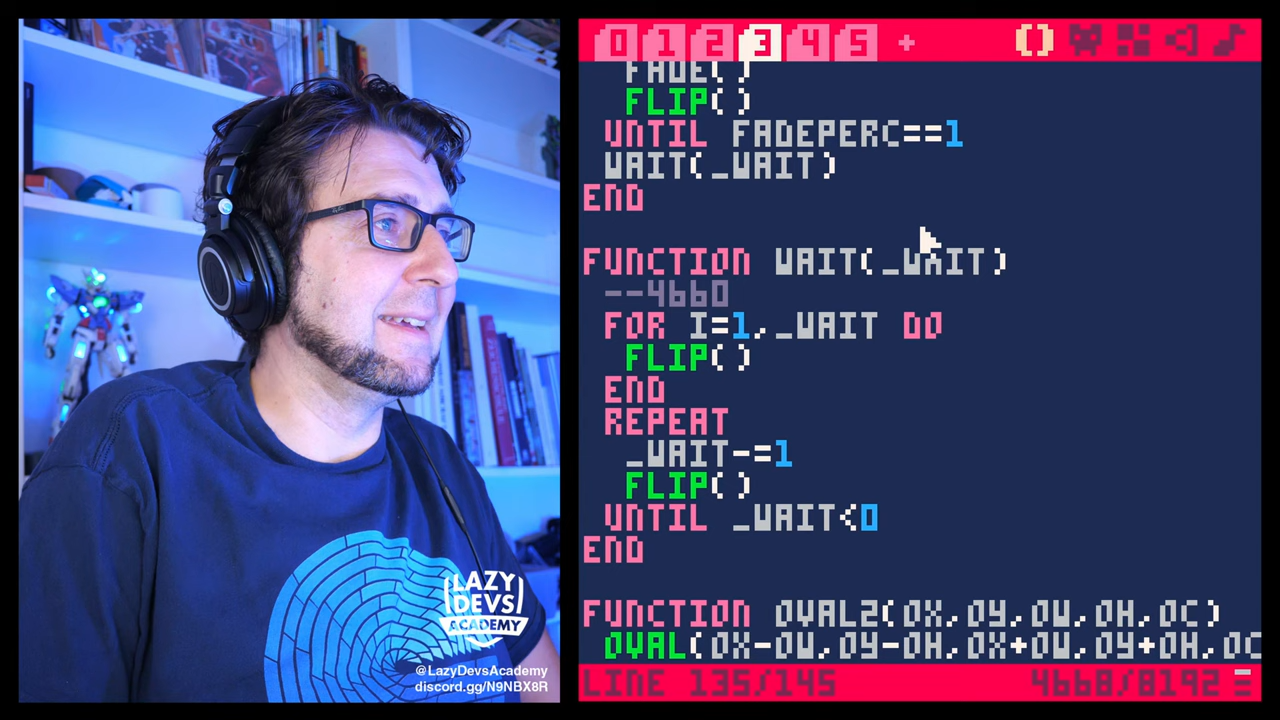 0 1 2 3 4 5 + ()
FADE()
FLIP()
UNTIL FADEPERC==1
WAIT(_WAIT)
END
FUNCTION WAIT(_WAIT)
--4660
FOR I=1,_WAIT DO
FLIP()
END
REPEAT
_WAIT-=1
FLIP()
UNTIL _WAIT<0
END
FUNCTION OVAL2(OX,OY,OW,OH,OC)
OVAL(OX-OW,OY-OH,OX+OW,OY+OH,OC
LINE 135/145 4668/8192
LAZY
DEVS
ACADEMY
@LazyDevsAcademy
discord.gg/N9NBX8R